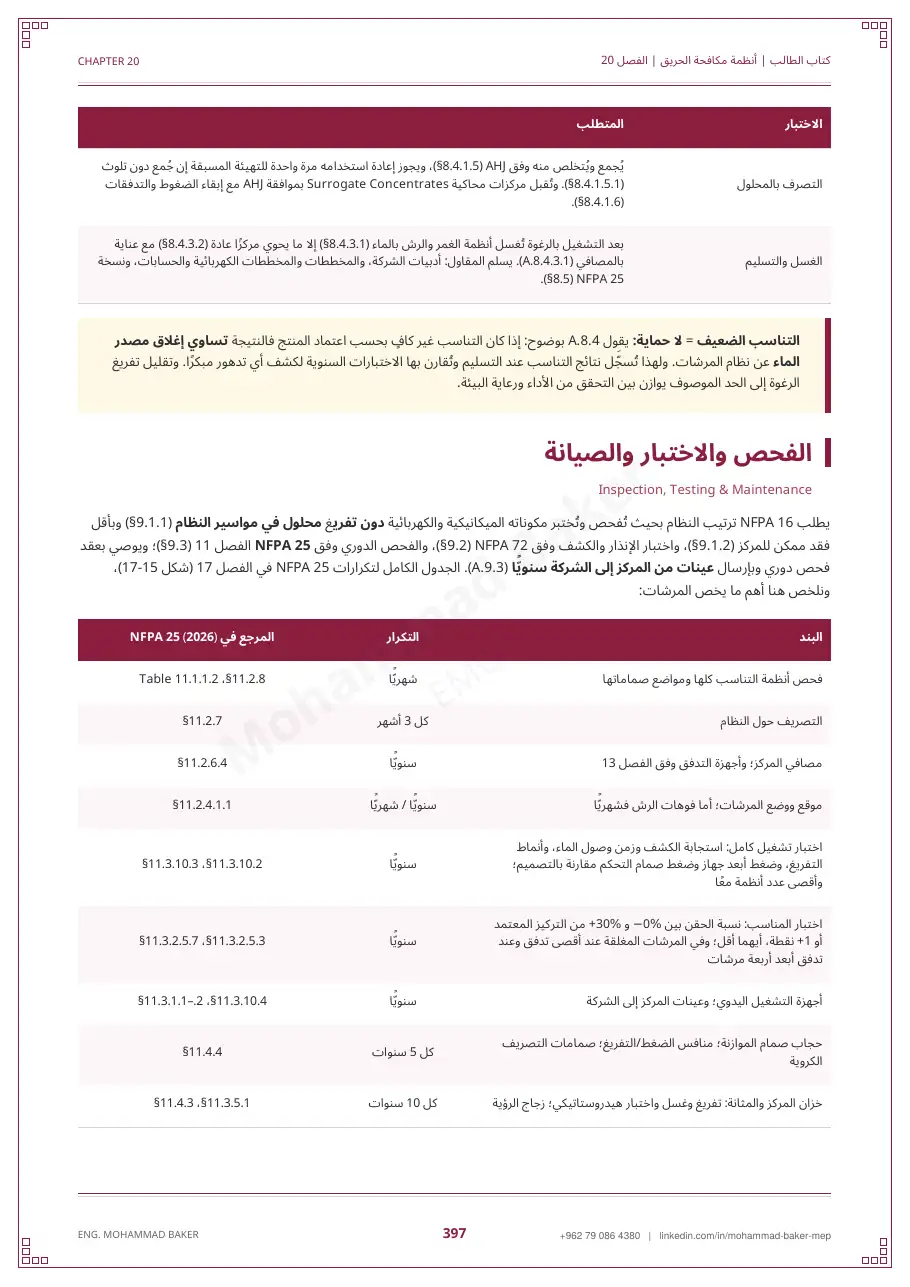 كتاب الطالب | أنظمة مكافحة الحريق | الفصل 20
CHAPTER 20
الاختبار
المتطلب
التصرف بالمحلول
يُجمع ويُتخلص منه وفق AHJ (§8.4.1.5)، ويجوز إعادة استخدامه مرة واحدة للتهيئة المسبقة إن جُمع دون تلوث
(§8.4.1.5.1). وتُقبل مركزات محاكية Surrogate Concentrates بموافقة AHJ مع إبقاء الضغوط والتدفقات
(§8.4.1.6).
الغسل والتسليم
بعد التشغيل بالرغوة تُغسل أنظمة الغمر والرش بالماء (§8.4.3.1) إلا ما يحوي مركزًا عادة (§8.4.3.2) مع عناية
بالمصافي (A.8.4.3.1). يسلم المقاول: أدبيات الشركة، والمخططات والمخططات الكهربائية والحسابات، ونسخة
NFPA 25 (§8.5).
التناسب الضعيف = لا حماية: يقول A.8.4 بوضوح: إذا كان التناسب غير كافٍ بحسب اعتماد المنتج فالنتيجة تساوي إغلاق مصدر
الماء عن نظام المرشات. ولهذا تُسجَّل نتائج التناسب عند التسليم وتُقارن بها الاختبارات السنوية لكشف أي تدهور مبكرًا. وتقليل تفريغ
الرغوة إلى الحد الموصوف يوازن بين التحقق من الأداء ورعاية البيئة.
الفحص والاختبار والصيانة
Inspection, Testing & Maintenance
يطلب NFPA 16 ترتيب النظام بحيث تُفحص وتُختبر مكوناته الميكانيكية والكهربائية دون تفريغ محلول في مواسير النظام (§9.1.1) وبأقل
فقد ممكن للمركز (§9.1.2)، واختبار الإنذار والكشف وفق NFPA 72 (§9.2)، والفحص الدوري وفق NFPA 25 الفصل 11 (§9.3)؛ ويوصي بعقد
فحص دوري وبإرسال عينات من المركز إلى الشركة سنويًّا (A.9.3). الجدول الكامل لتكرارات NFPA 25 في الفصل 17 (شكل 15-17)،
ونلخص هنا أهم ما يخص المرشات:
البند
التكرار
المرجع في NFPA 25 (2026)
فحص أنظمة التناسب كلها ومواضع صماماتها
شهريًّا
§11.2.8، Table 11.1.1.2
التصريف حول النظام
كل 3 أشهر
§11.2.7
مصافي المركز؛ وأجهزة التدفق وفق الفصل 13
سنويًّا
§11.2.6.4
موقع ووضع المرشات؛ أما فوهات الرش فشهريًّا
سنويًّا / شهريًّا
§11.2.4.1.1
اختبار تشغيل كامل: استجابة الكشف وزمن وصول الماء، وأنماط
التفريغ، وضغط أبعد جهاز وضغط صمام التحكم مقارنة بالتصميم؛
وأقصى عدد أنظمة معًا
سنويًّا
§11.3.10.2، §11.3.10.3
اختبار المناسب: نسبة الحقن بين %0− و %30+ من التركيز المعتمد
أو 1+ نقطة، أيهما أقل؛ وفي المرشات المغلقة عند أقصى تدفق وعند
تدفق أبعد أربعة مرشات
سنويًّا
§11.3.2.5.3، §11.3.2.5.7
أجهزة التشغيل اليدوي؛ وعينات المركز إلى الشركة
سنويًّا
§11.3.10.4، §11.3.1.1–.2
حجاب صمام الموازنة؛ منافس الضغط/التفريغ؛ صمامات التصريف
الكروية
كل 5 سنوات
§11.4.4
خزان المركز والمثانة: تفريغ وغسل واختبار هيدروستاتيكي؛ زجاج الرؤية
كل 10 سنوات
§11.3.5.1، §11.4.3
ENG. MOHAMMAD BAKER
397
+962 79 086 4380 | linkedin.com/in/mohammad-baker-mep